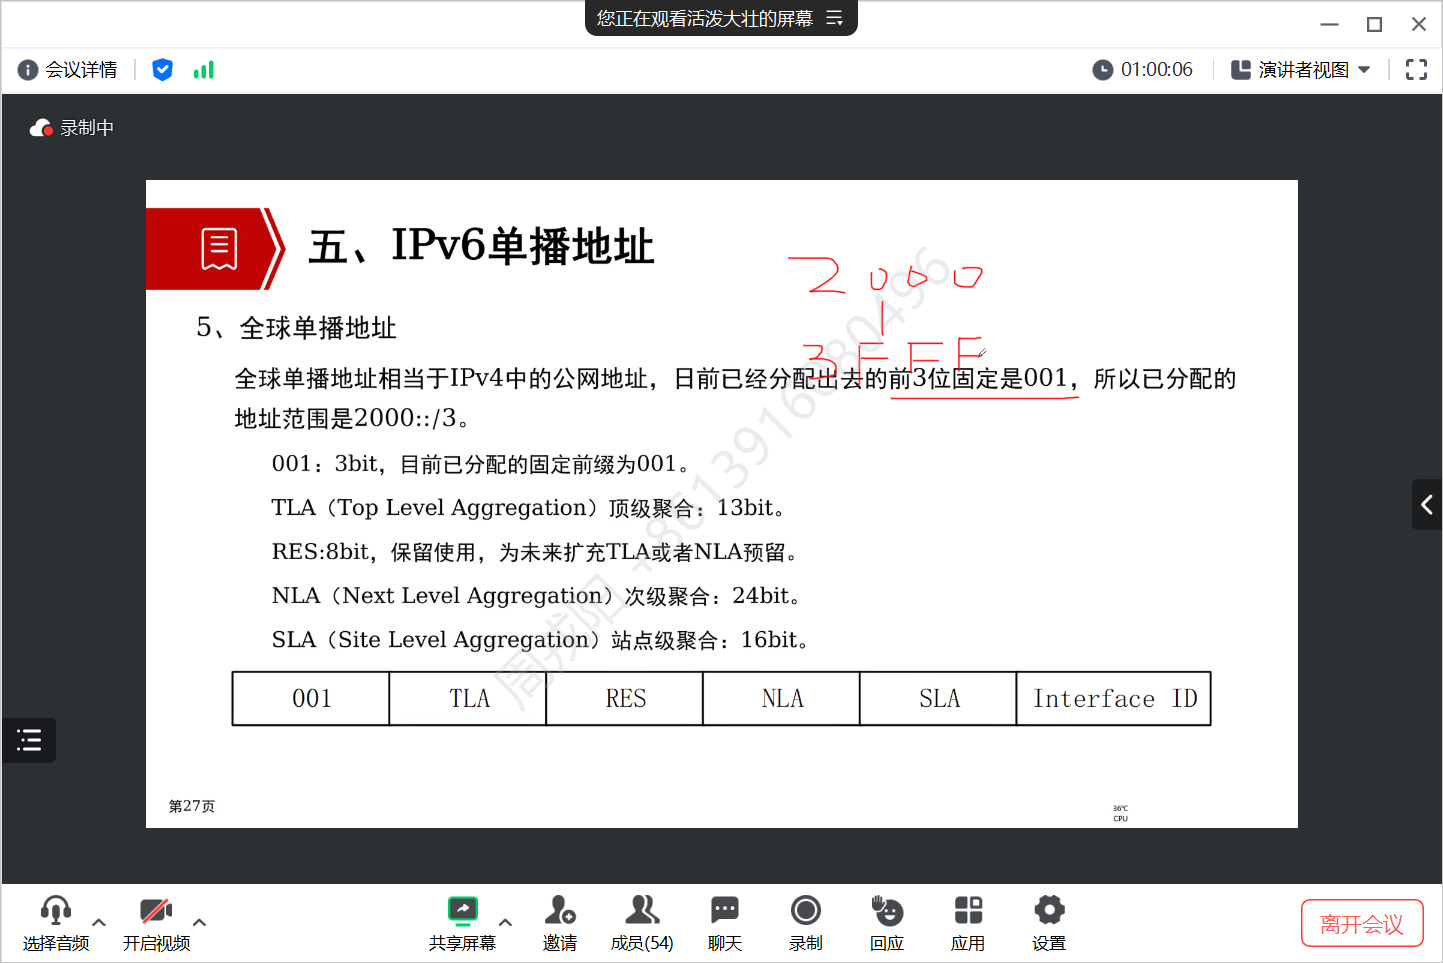 您正在观看活泼大壮的屏幕
会议详情
01:00:06
演讲者视图
录制中
五、IPv6单播地址
2000
3FFF
5、全球单播地址
全球单播地址相当于IPv4中的公网地址，日前已经分配出去的前3位固定是001，所以已分配的
地址范围是2000::/3。
001：3bit，目前已分配的固定前缀为001。
TLA（Top Level Aggregation）顶级聚合：13bit。
RES:8bit，保留使用，为未来扩充TLA或者NLA预留。
NLA（Next Level Aggregation）次级聚合：24bit。
SLA（Site Level Aggregation）站点级聚合：16bit。
001 TLA RES NLA SLA Interface ID
第27页
36℃
CPU
选择音频
开启视频
共享屏幕
邀请
成员(54)
聊天
录制
回应
应用
设置
离开会议